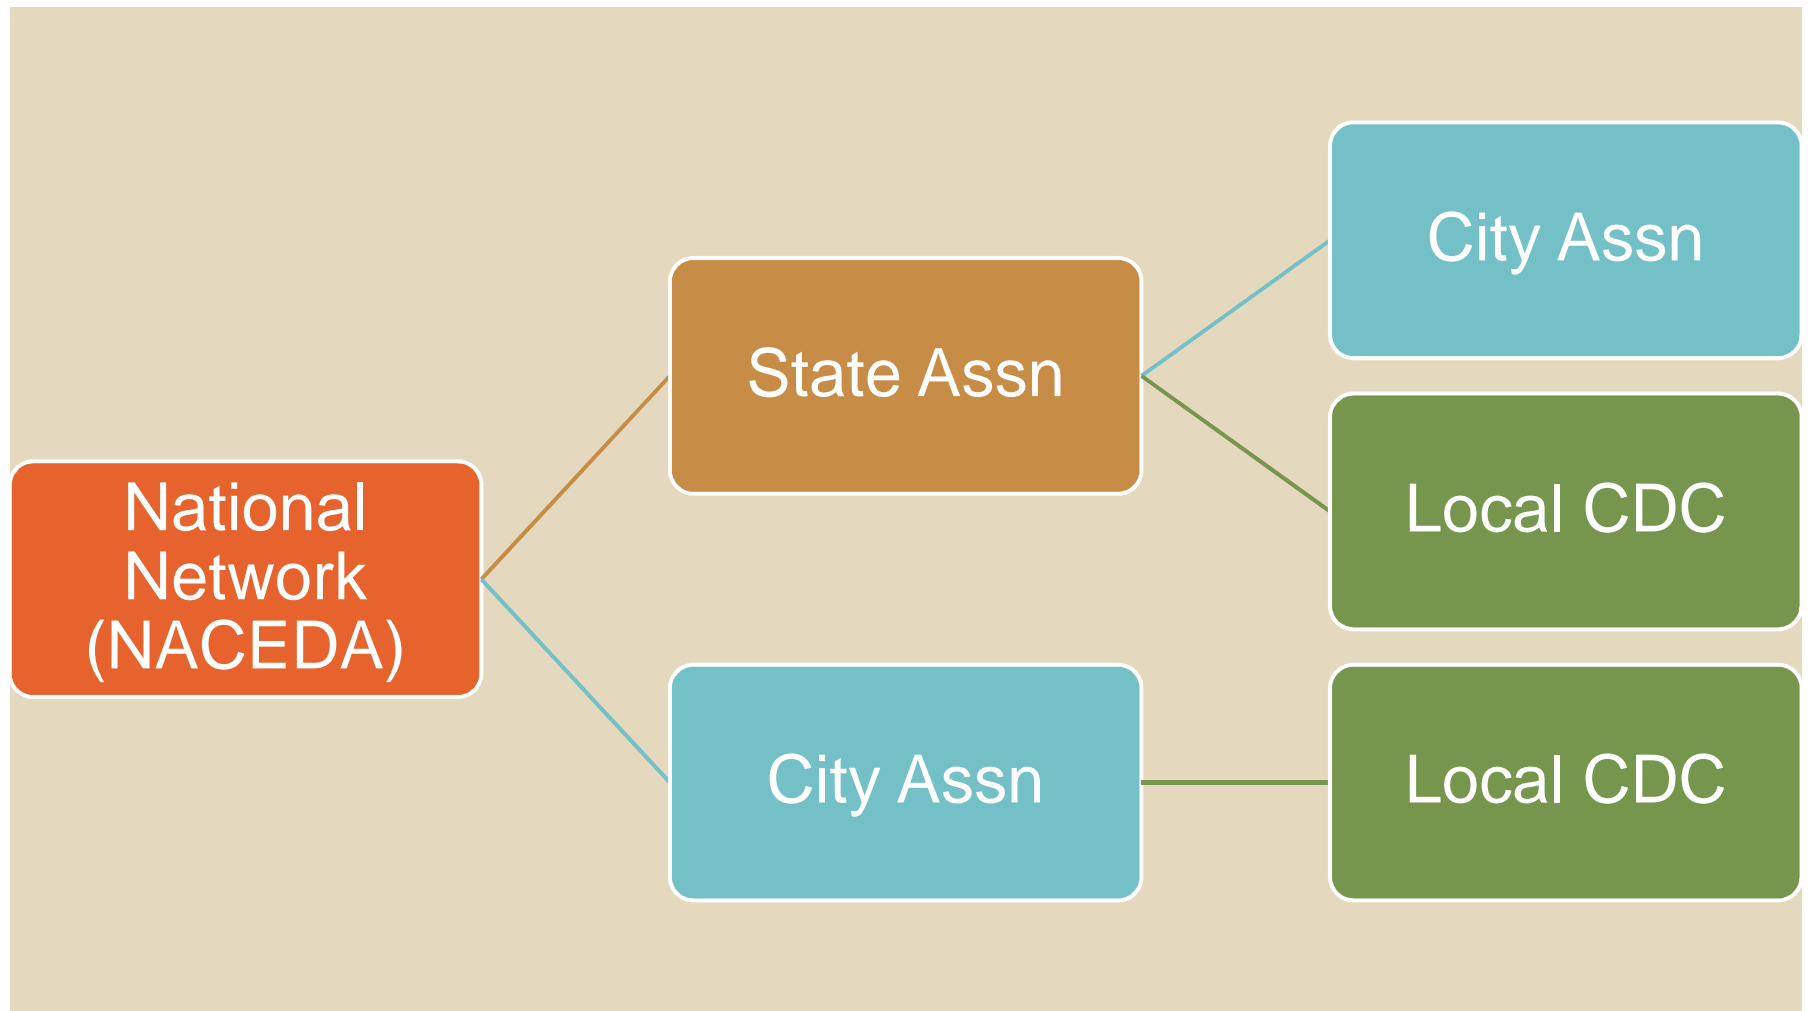 National
Network
(NACEDA)
State Assn
City Assn
City Assn
Local CDC
Local CDC